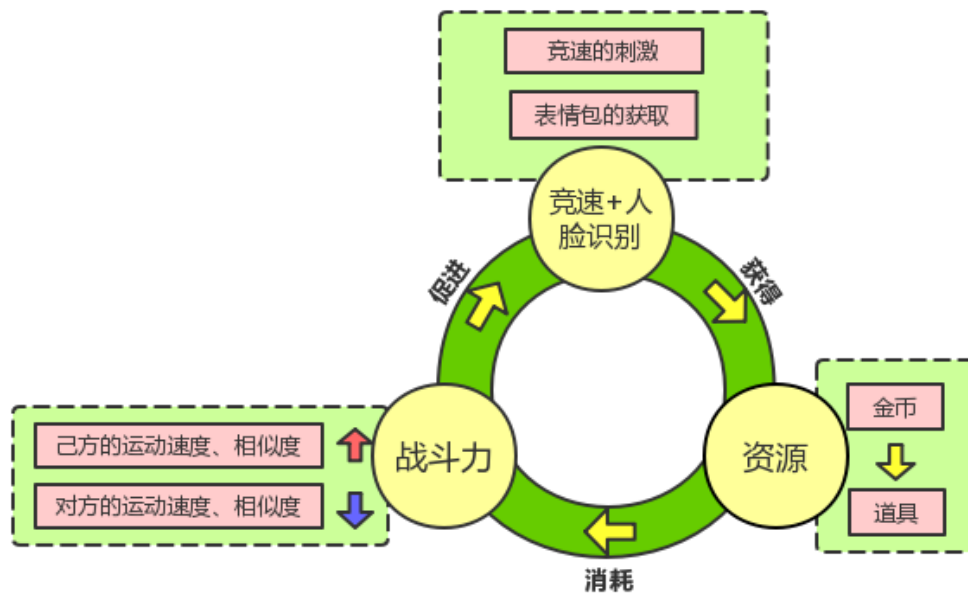 竞速的刺激
表情包的获取
竞速+人
脸识别
促进
获得
己方的运动速度、相似度
对方的运动速度、相似度
战斗力
资源
金币
道具
消耗